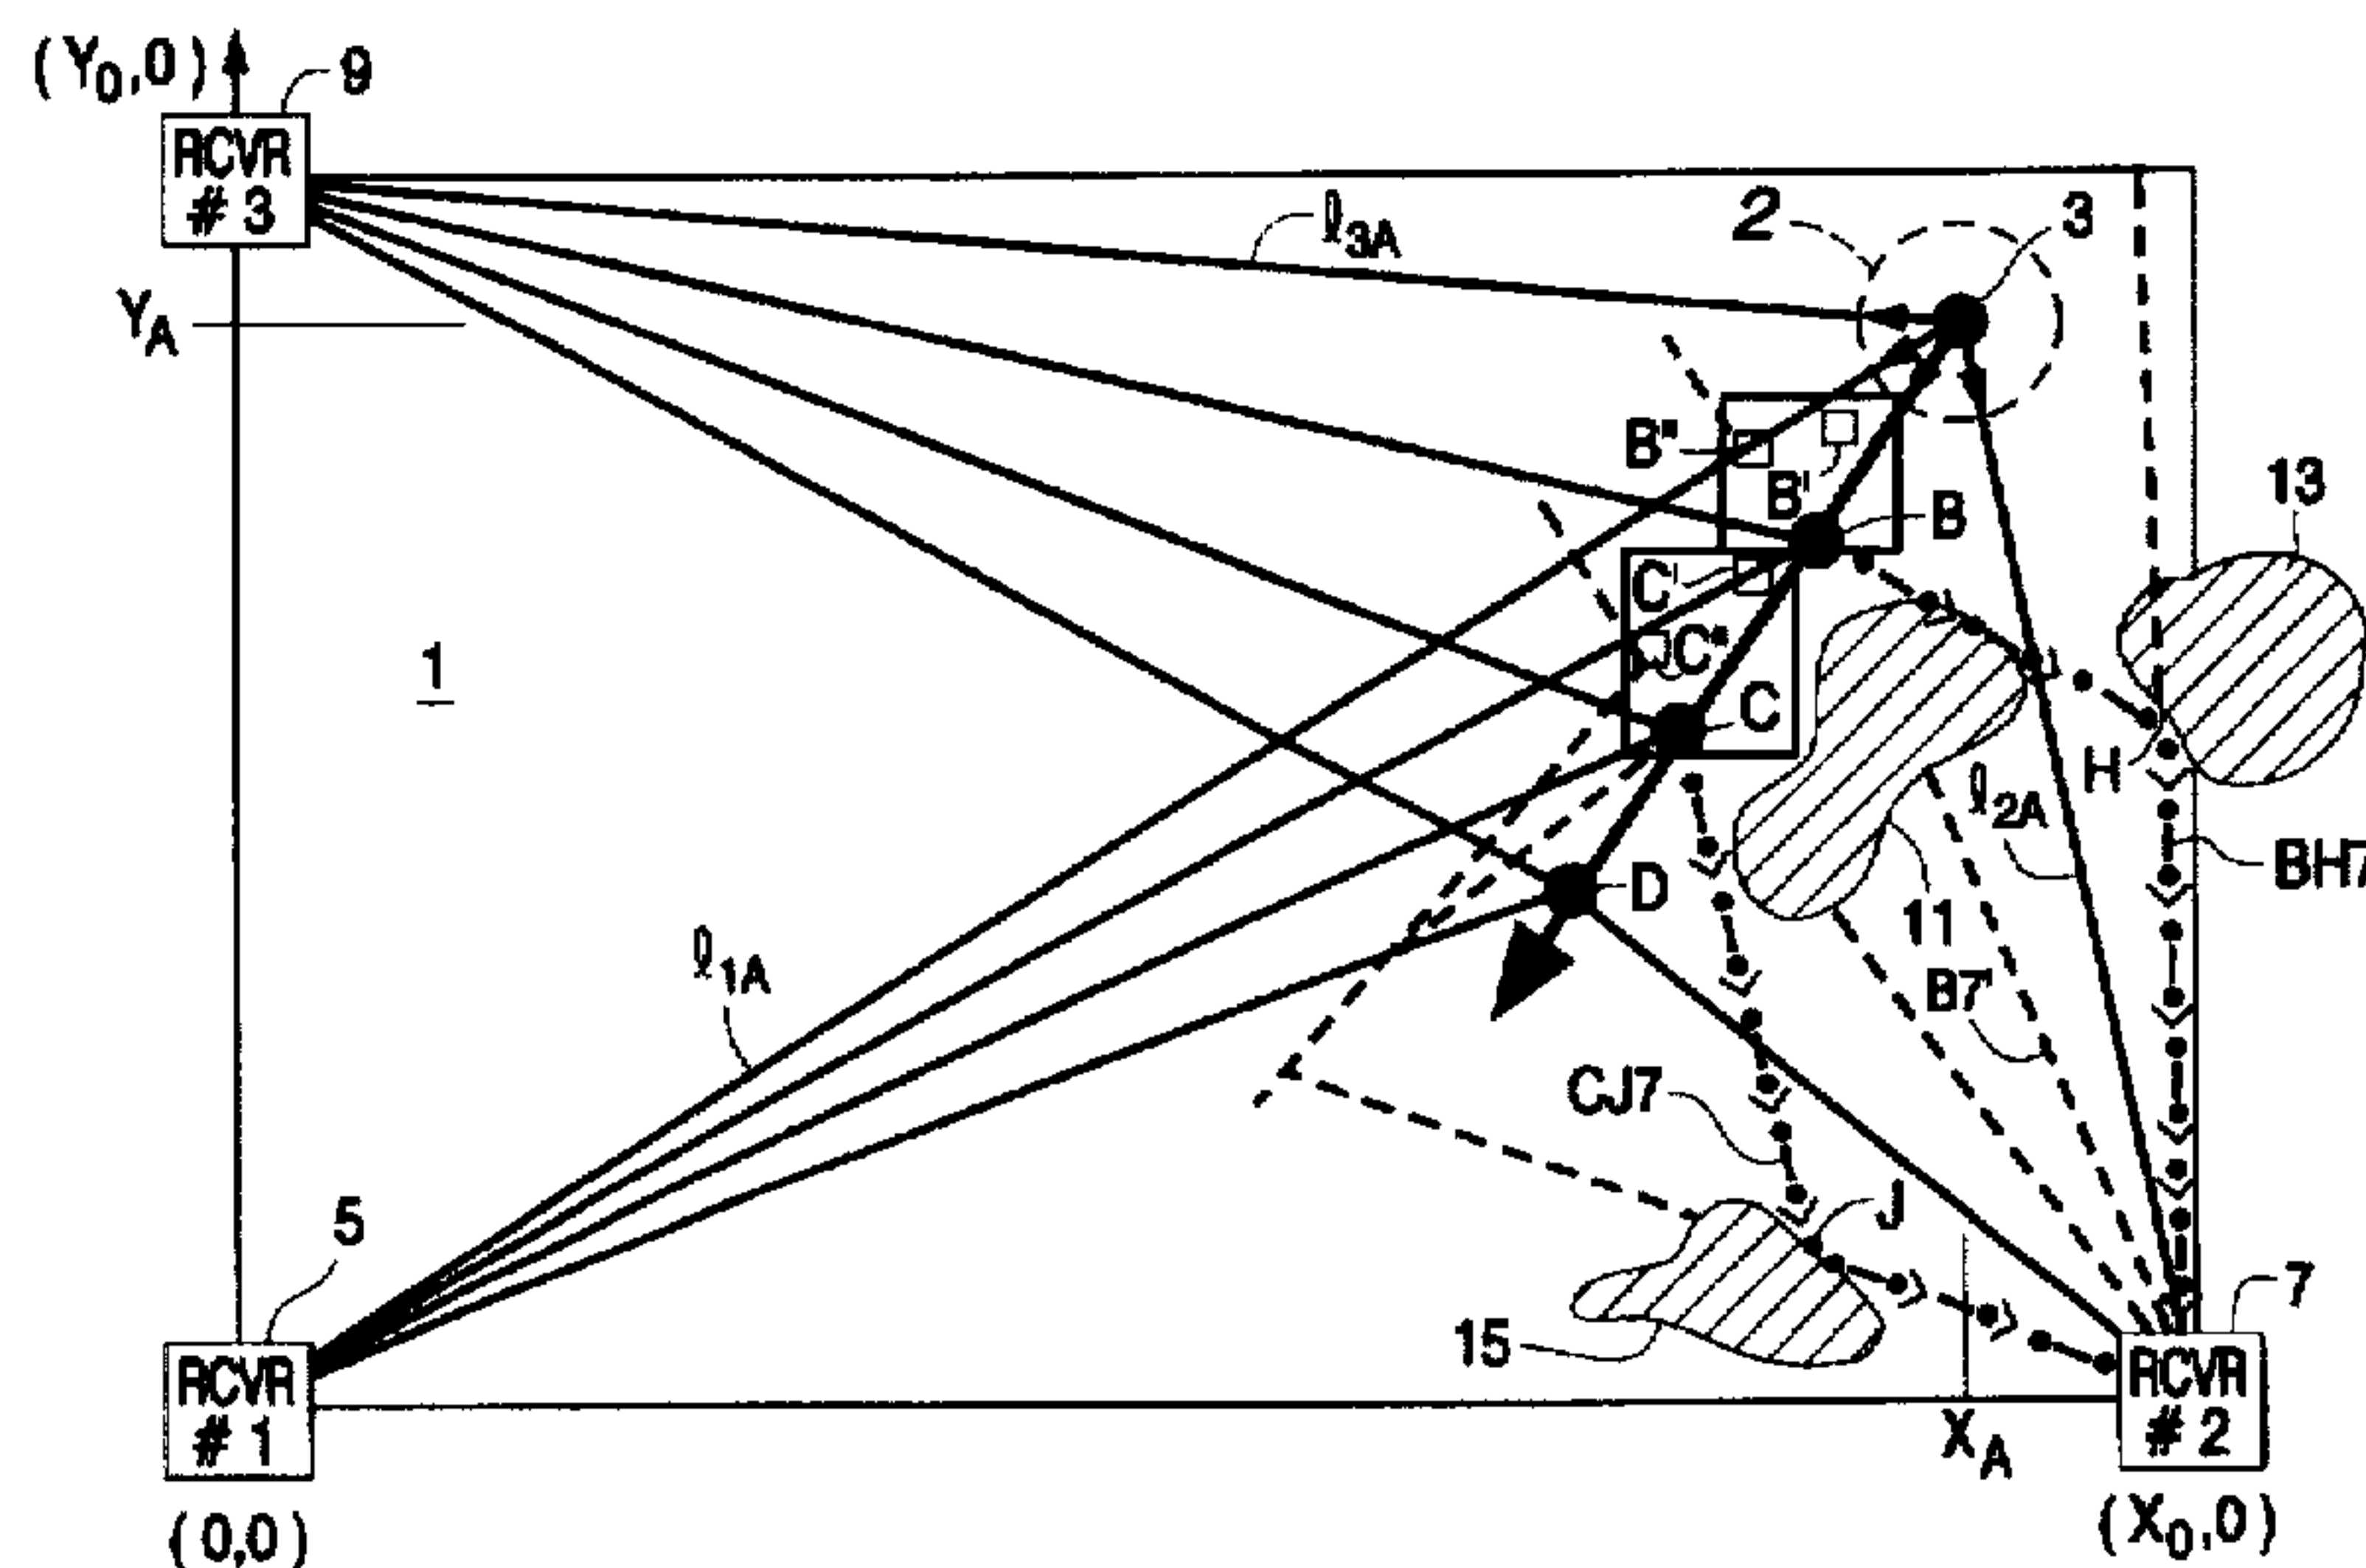 (Y₀,0)
9
RCVR
# 3
ℓ3A
2
3
YA
B"
B'
B
13
C'
C"
C
1
H
ℓ2A
BH7
D
11
B7
ℓ1A
CJ7
J
5
7
15
RCVR
# 1
XA
RCVR
# 2
(0,0)
(X₀,0)